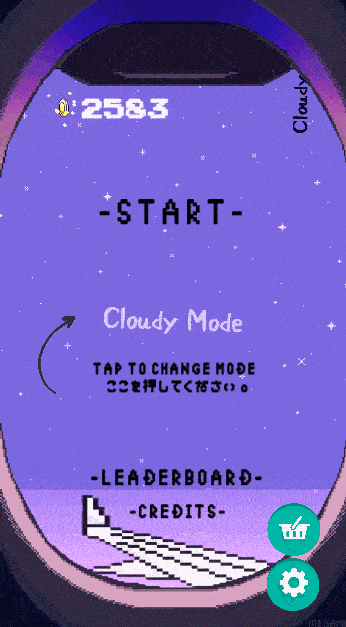 2583
Cloudy
-START-
Cloudy Mode
TAP TO CHANGE MODE
ここを押してください。
-LEADERBOARD-
-CREDITS-